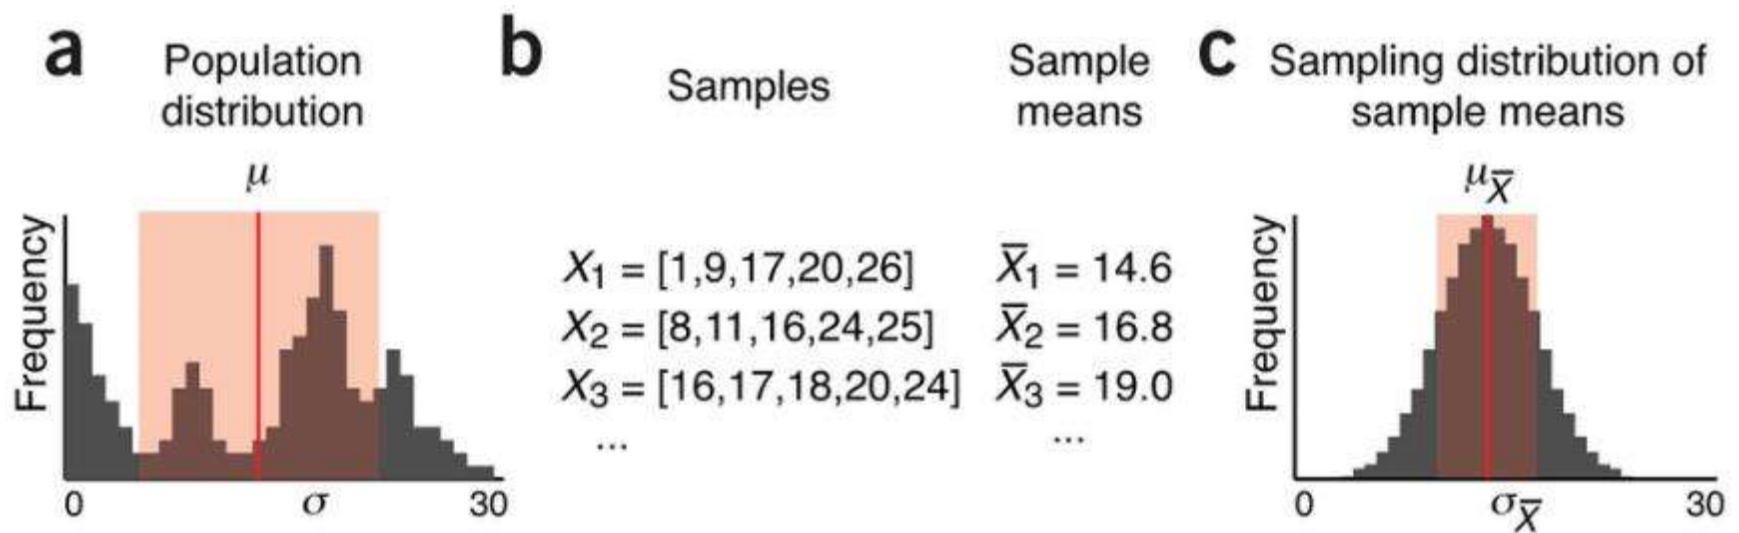 a
Population
distribution
μ
Frequency
0
σ
30
b
Samples
X₁ = [1,9,17,20,26]
X₂ = [8,11,16,24,25]
X₃ = [16,17,18,20,24]
...
Sample
means
X̅₁ = 14.6
X̅₂ = 16.8
X̅₃ = 19.0
...
c
Sampling distribution of
sample means
μX̅
Frequency
0
σX̅
30